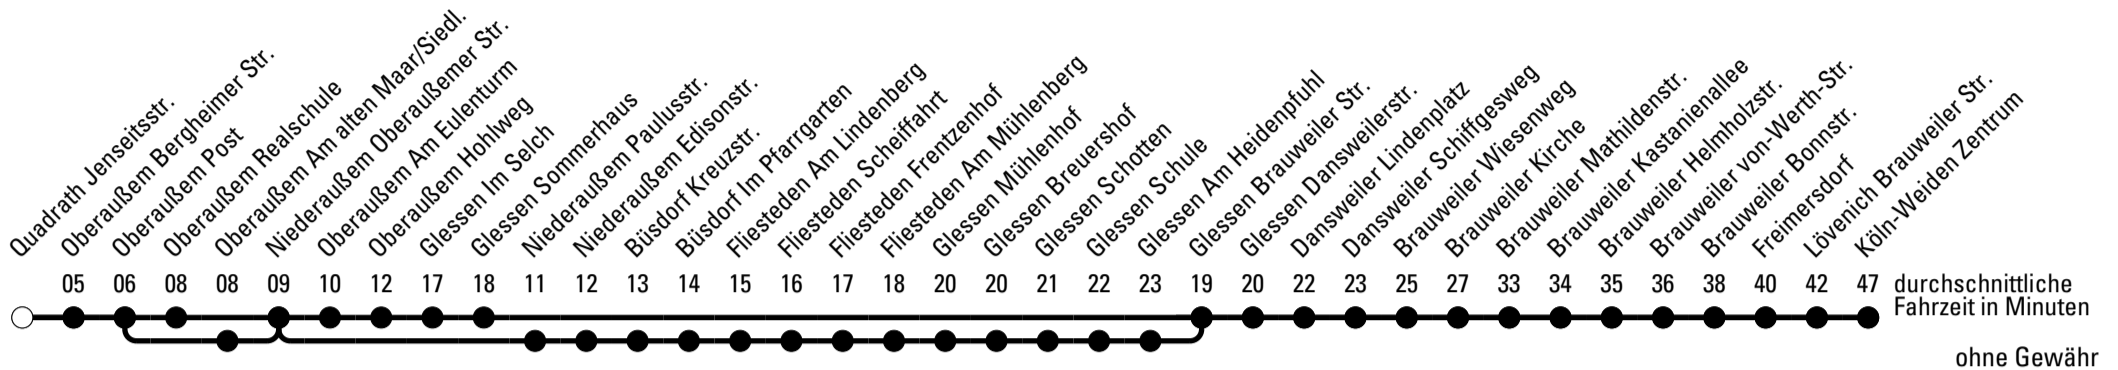 Quadrath Jenseitsstr.
Oberaußem Bergheimer Str.
Oberaußem Post
Oberaußem Realschule
Oberaußem Am alten Maar/Siedl.
Niederaußem Oberaußemer Str.
Oberaußem Am Eulenturm
Oberaußem Hohlweg
Glessen Im Selch
Glessen Sommerhaus
Niederaußem Paulusstr.
Niederaußem Edisonstr.
Büsdorf Kreuzstr.
Büsdorf Im Pfarrgarten
Fliesteden Am Lindenberg
Fliesteden Scheiffahrt
Fliesteden Frentzenhof
Fliesteden Am Mühlenberg
Glessen Mühlenhof
Glessen Breuershof
Glessen Schotten
Glessen Schule
Glessen Am Heidenpfuhl
Glessen Brauweiler Str.
Glessen Dansweilerstr.
Dansweiler Lindenplatz
Dansweiler Schiffgesweg
Brauweiler Wiesenweg
Brauweiler Kirche
Brauweiler Mathildenstr.
Brauweiler Kastanienallee
Brauweiler Helmholzstr.
Brauweiler von-Werth-Str.
Brauweiler Bonnstr.
Freimersdorf
Lövenich Brauweiler Str.
Köln-Weiden Zentrum
05 06 08 08 09 10 12 17 18 11 12 13 14 15 16 17 18 20 20 21 22 23 19 20 22 23 25 27 33 34 35 36 38 40 42 47 durchschnittliche
Fahrzeit in Minuten
ohne Gewähr